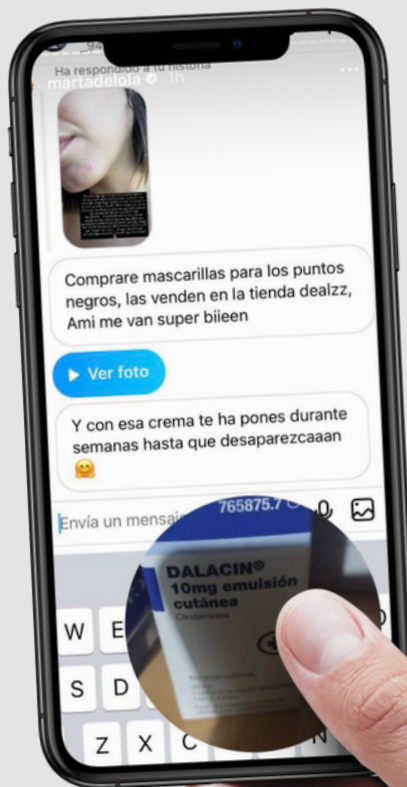 94
Ha respondido a tu historia
martadelola 1h
Comprare mascarillas para los puntos
negros, las venden en la tienda dealzz,
Ami me van super biieen
Ver foto
Y con esa crema te ha pones durante
semanas hasta que desaparezcaaan
Envía un mensaj
765875.7
DALACIN®
10mg emulsión
cutánea
Clindamicina
W E
S D
Z X C N